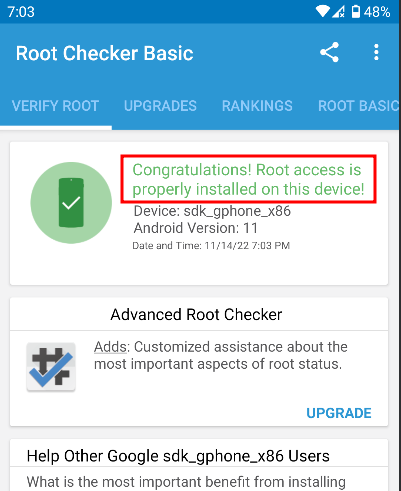 7:03
48%
Root Checker Basic
VERIFY ROOT UPGRADES RANKINGS ROOT BASIC
Congratulations! Root access is
properly installed on this device!
Device: sdk_gphone_x86
Android Version: 11
Date and Time: 11/14/22 7:03 PM
Advanced Root Checker
Adds: Customized assistance about the
most important aspects of root status.
UPGRADE
Help Other Google sdk_gphone_x86 Users
What is the most important benefit from installing